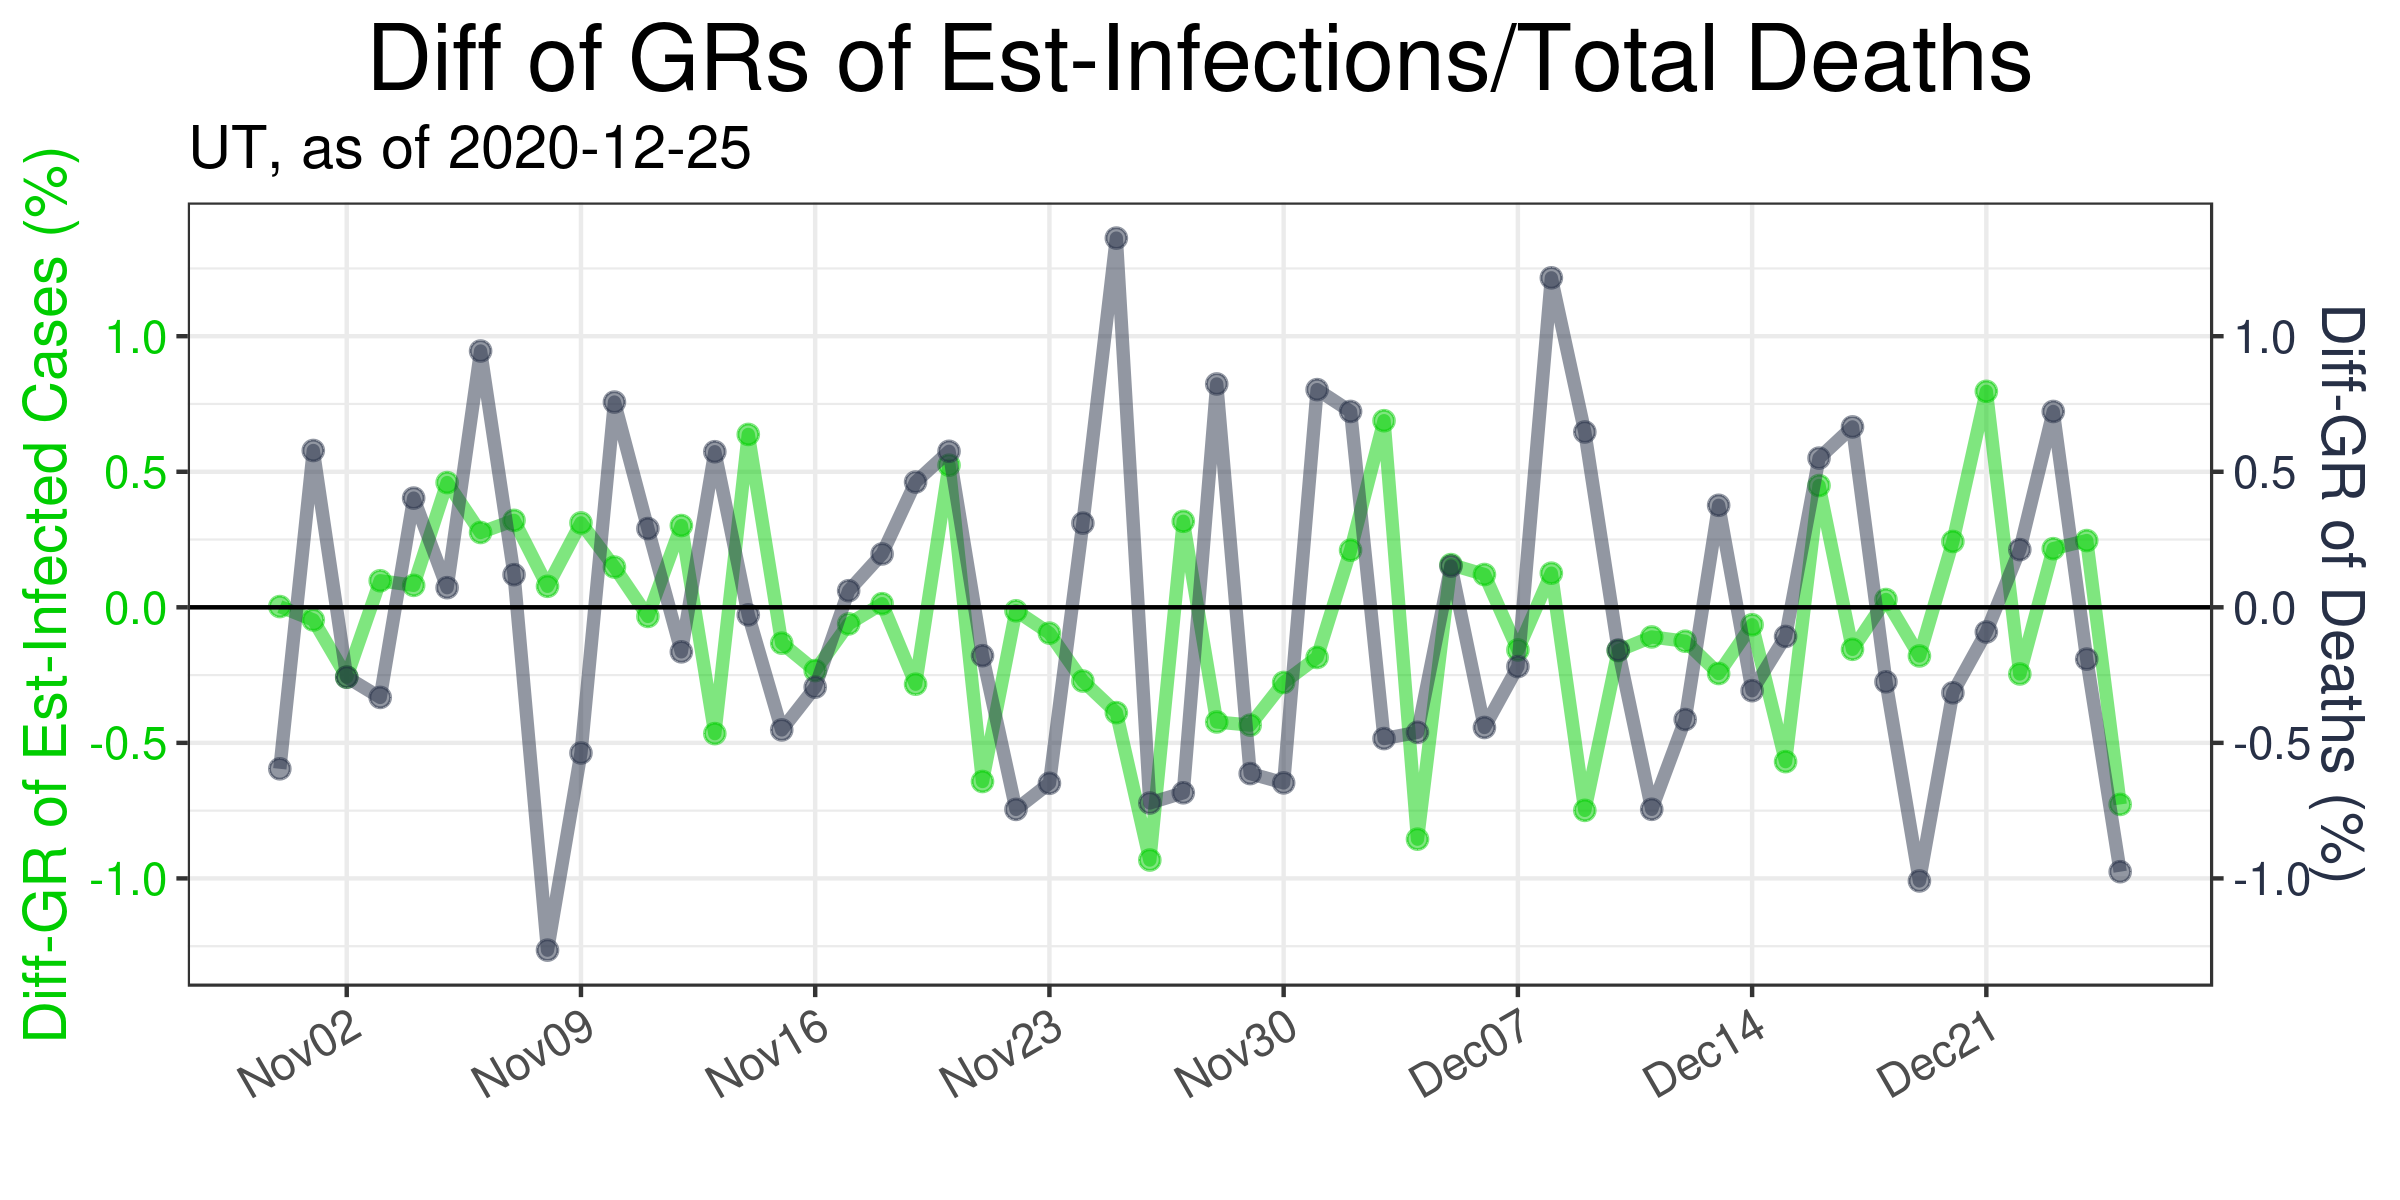 Diff of GRs of Est-Infections/Total Deaths
UT, as of 2020-12-25
Diff-GR of Est-Infected Cases (%)
1.0
0.5
0.0
-0.5
-1.0
1.0
0.5
0.0
-0.5
-1.0
Diff-GR of Deaths (%)
Nov02
Nov09
Nov16
Nov23
Nov30
Dec07
Dec14
Dec21